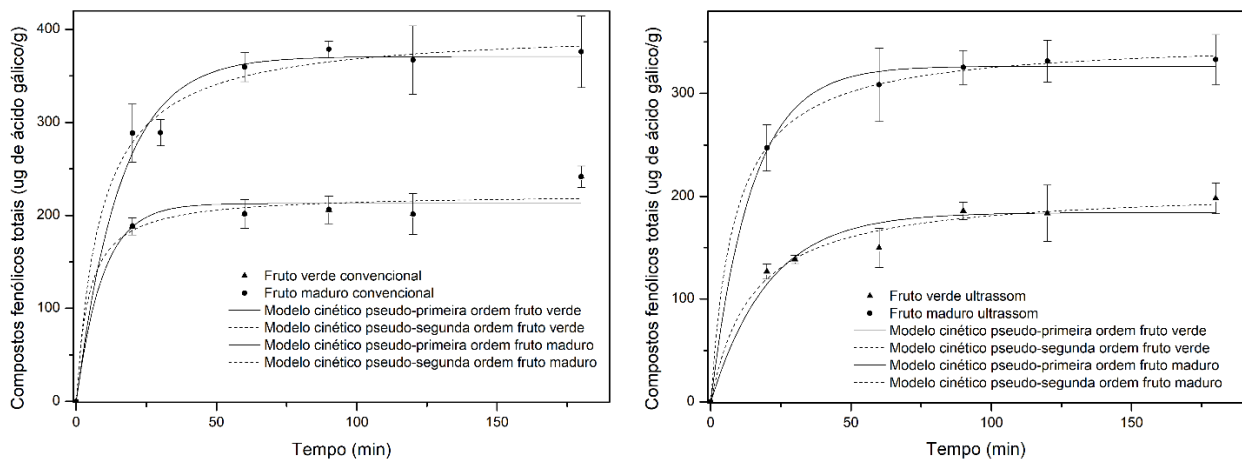 Compostos fenólicos totais (ug de ácido gálico/g)
400
300
200
100
0
Fruto verde convencional
Fruto maduro convencional
Modelo cinético pseudo-primeira ordem fruto verde
Modelo cinético pseudo-segunda ordem fruto verde
Modelo cinético pseudo-primeira ordem fruto maduro
Modelo cinético pseudo-segunda ordem fruto maduro
0
50
100
150
Tempo (min)
Compostos fenólicos totais (ug de ácido gálico/g)
300
200
100
0
Fruto verde ultrassom
Fruto maduro ultrassom
Modelo cinético pseudo-primeira ordem fruto verde
Modelo cinético pseudo-segunda ordem fruto verde
Modelo cinético pseudo-primeira ordem fruto maduro
Modelo cinético pseudo-segunda ordem fruto maduro
0
50
100
150
Tempo (min)